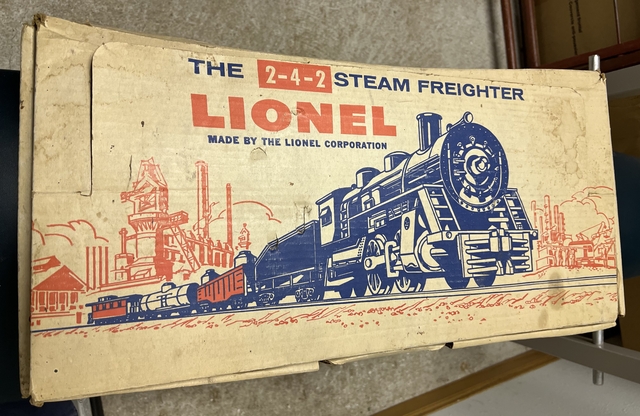 THE 2-4-2 STEAM FREIGHTER
LIONEL
MADE BY THE LIONEL CORPORATION